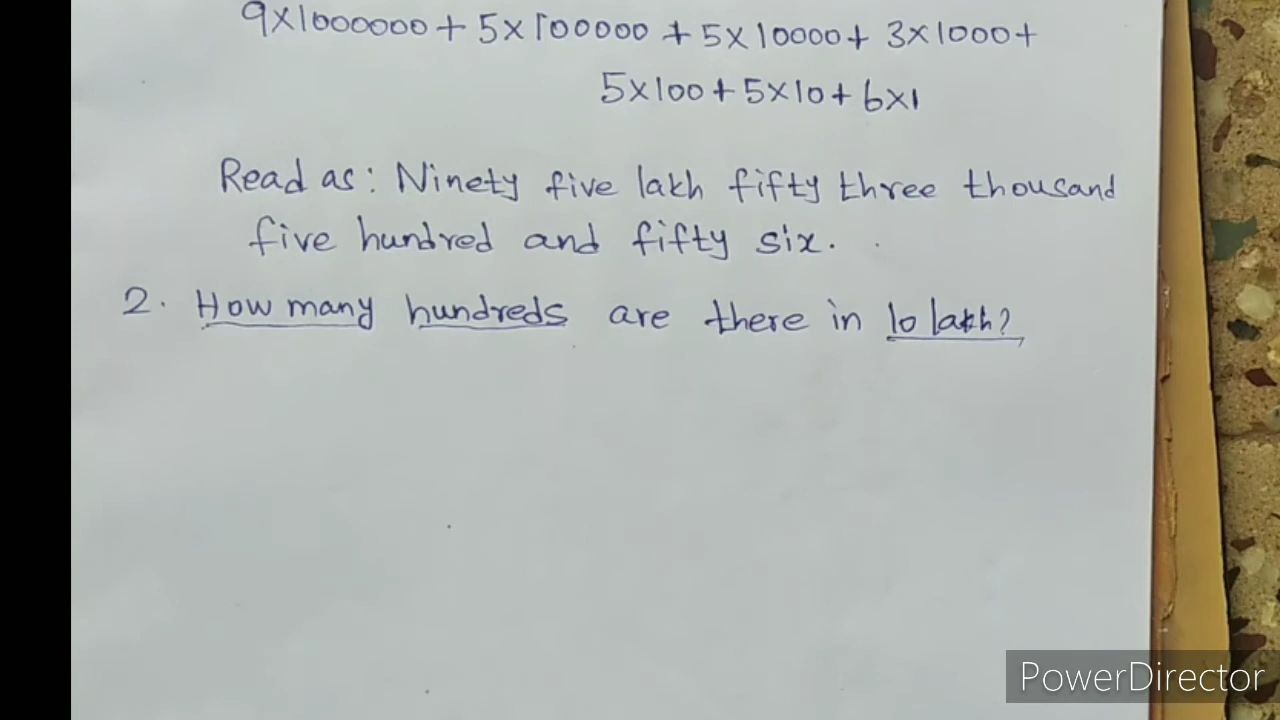 9×1000000 + 5×100000 + 5×10000 + 3×1000 +
5×100 + 5×10 + 6×1
Read as: Ninety five lakh fifty three thousand
five hundred and fifty six.
2. How many hundreds are there in 10 lakh?
PowerDirector